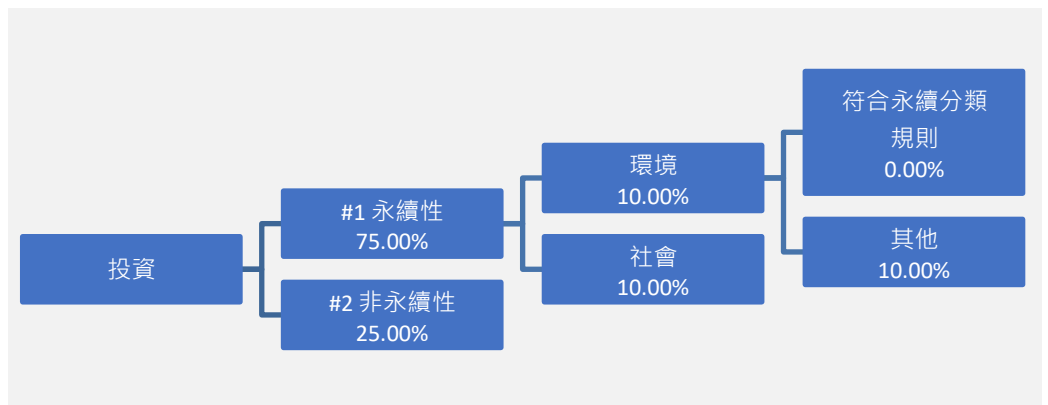 投資
#1 永續性
75.00%
#2 非永續性
25.00%
環境
10.00%
社會
10.00%
符合永續分類
規則
0.00%
其他
10.00%